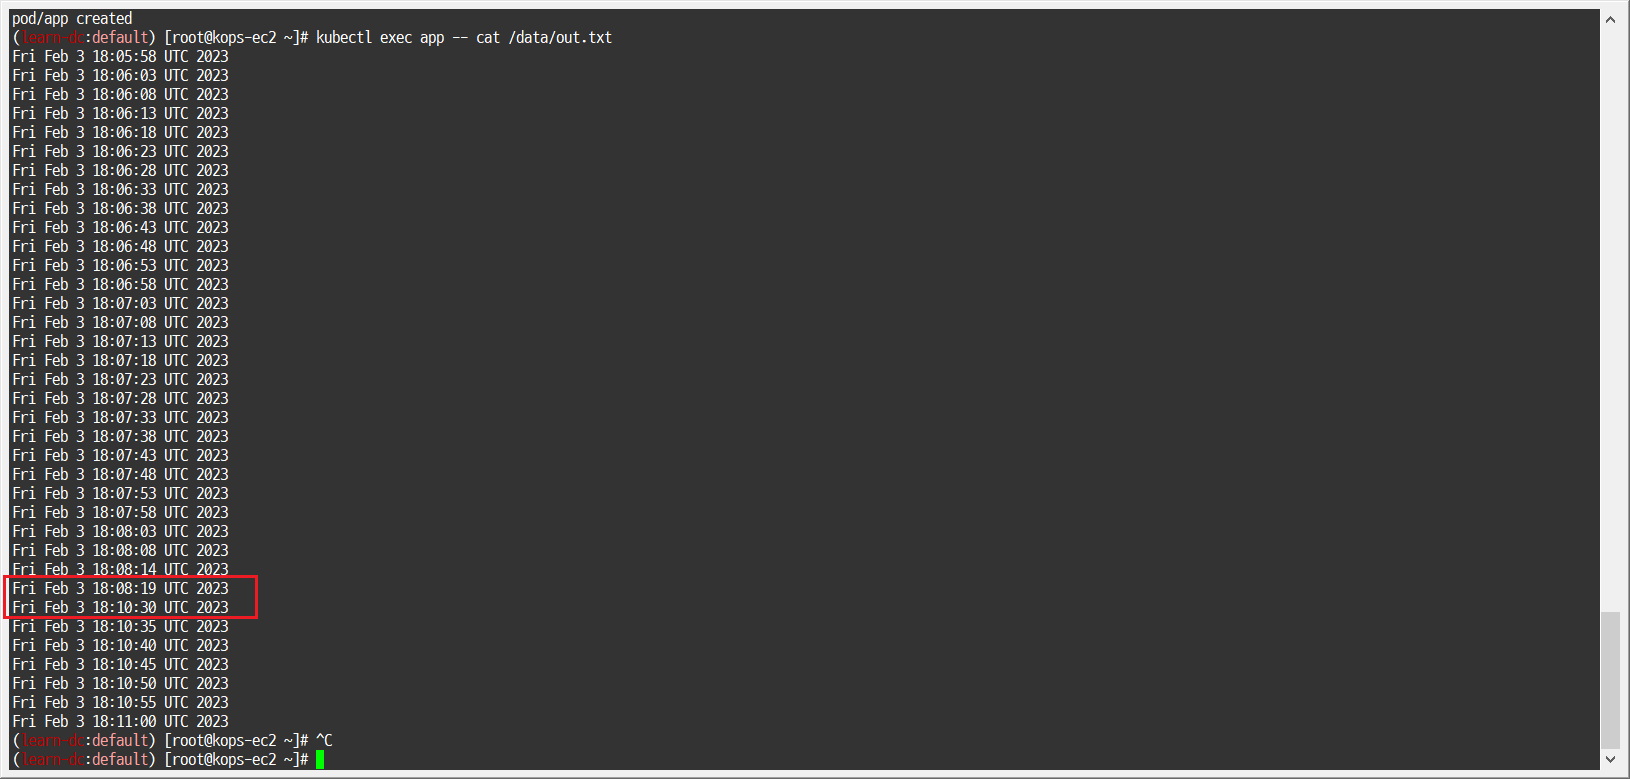 pod/app created
(learn-dc:default) [root@kops-ec2 ~]# kubectl exec app -- cat /data/out.txt
Fri Feb 3 18:05:58 UTC 2023
Fri Feb 3 18:06:03 UTC 2023
Fri Feb 3 18:06:08 UTC 2023
Fri Feb 3 18:06:13 UTC 2023
Fri Feb 3 18:06:18 UTC 2023
Fri Feb 3 18:06:23 UTC 2023
Fri Feb 3 18:06:28 UTC 2023
Fri Feb 3 18:06:33 UTC 2023
Fri Feb 3 18:06:38 UTC 2023
Fri Feb 3 18:06:43 UTC 2023
Fri Feb 3 18:06:48 UTC 2023
Fri Feb 3 18:06:53 UTC 2023
Fri Feb 3 18:06:58 UTC 2023
Fri Feb 3 18:07:03 UTC 2023
Fri Feb 3 18:07:08 UTC 2023
Fri Feb 3 18:07:13 UTC 2023
Fri Feb 3 18:07:18 UTC 2023
Fri Feb 3 18:07:23 UTC 2023
Fri Feb 3 18:07:28 UTC 2023
Fri Feb 3 18:07:33 UTC 2023
Fri Feb 3 18:07:38 UTC 2023
Fri Feb 3 18:07:43 UTC 2023
Fri Feb 3 18:07:48 UTC 2023
Fri Feb 3 18:07:53 UTC 2023
Fri Feb 3 18:07:58 UTC 2023
Fri Feb 3 18:08:03 UTC 2023
Fri Feb 3 18:08:08 UTC 2023
Fri Feb 3 18:08:14 UTC 2023
Fri Feb 3 18:08:19 UTC 2023
Fri Feb 3 18:10:30 UTC 2023
Fri Feb 3 18:10:35 UTC 2023
Fri Feb 3 18:10:40 UTC 2023
Fri Feb 3 18:10:45 UTC 2023
Fri Feb 3 18:10:50 UTC 2023
Fri Feb 3 18:10:55 UTC 2023
Fri Feb 3 18:11:00 UTC 2023
(learn-dc:default) [root@kops-ec2 ~]# ^C
(learn-dc:default) [root@kops-ec2 ~]#